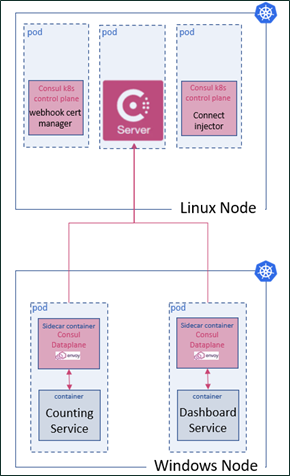 pod
pod
pod
Consul k8s
control plane
webhook cert
manager
Server
Consul k8s
control plane
Connect
injector
Linux Node
pod
pod
Sidecar container
Consul
Dataplane
envoy
Sidecar container
Consul
Dataplane
envoy
container
Counting
Service
container
Dashboard
Service
Windows Node